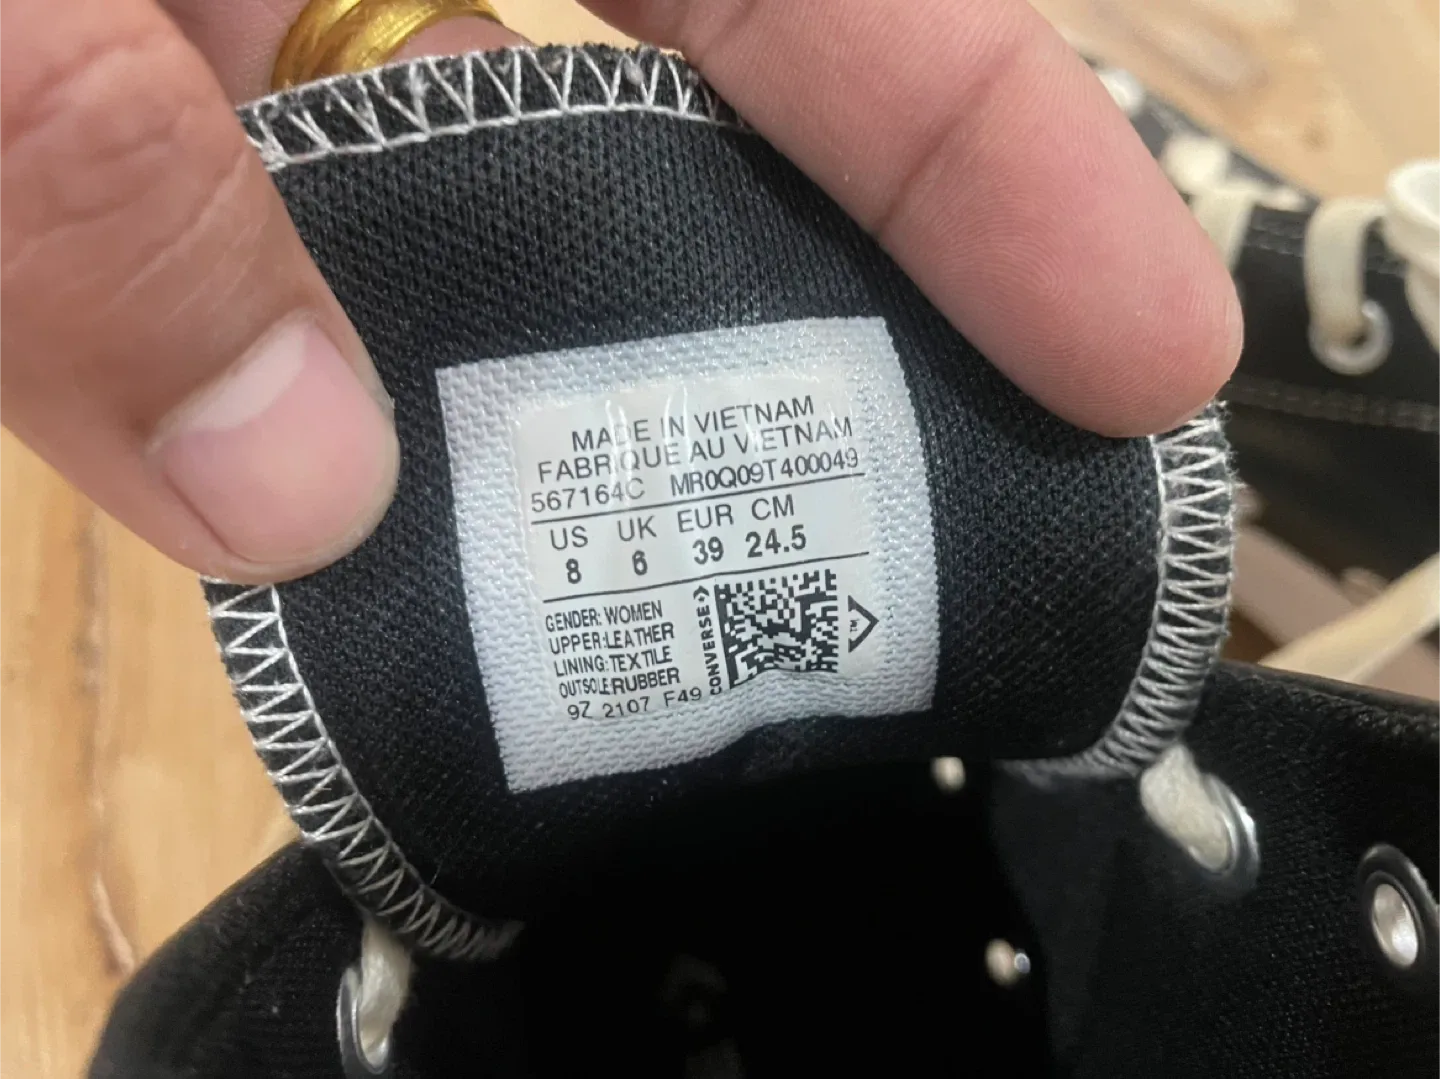 MADE IN VIETNAM
FABRIQUE AU VIETNAM
567164C MR0Q09T400049
US UK EUR CM
8 6 39 24.5
GENDER: WOMEN
UPPER:LEATHER
LINING:TEXTILE
OUTSOLE:RUBBER
9Z 2107 F49
CONVERSE
TM